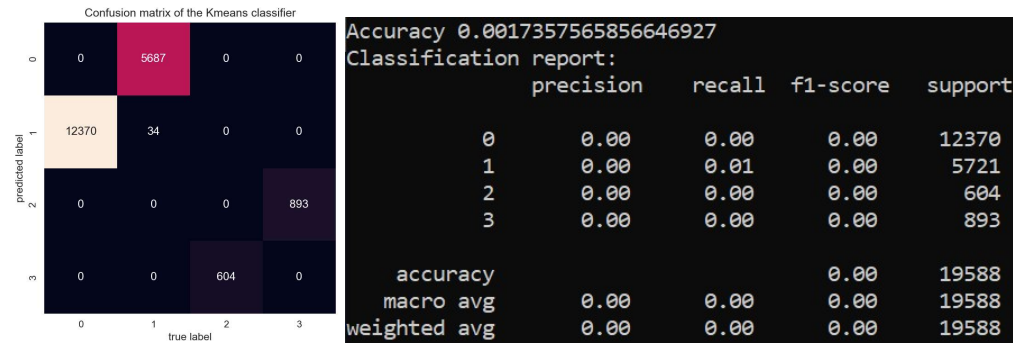 Confusion matrix of the Kmeans classifier
0 0 5687 0 0
1 12370 34 0 0
2 0 0 0 893
3 0 0 604 0
predicted label
0 1 2 3
true label
Accuracy 0.0017357565856646927
Classification report:
precision recall f1-score support
0 0.00 0.00 0.00 12370
1 0.00 0.01 0.00 5721
2 0.00 0.00 0.00 604
3 0.00 0.00 0.00 893
accuracy 0.00 19588
macro avg 0.00 0.00 0.00 19588
weighted avg 0.00 0.00 0.00 19588